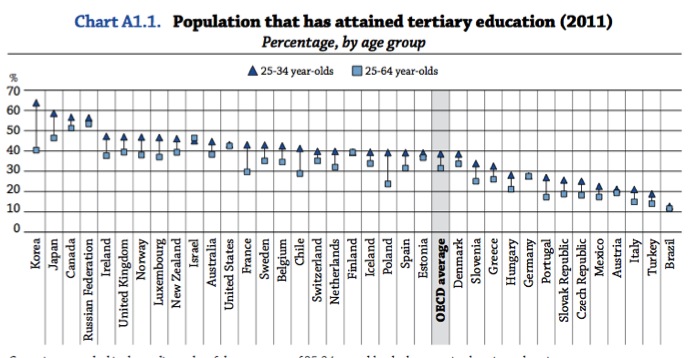 Chart A1.1. Population that has attained tertiary education (2011)
Percentage, by age group
25-34 year-olds 25-64 year-olds
%
70
60
50
40
30
20
10
0
Korea
Japan
Canada
Russian Federation
Ireland
United Kingdom
Norway
Luxembourg
New Zealand
Israel
Australia
United States
France
Sweden
Belgium
Chile
Switzerland
Netherlands
Finland
Iceland
Poland
Spain
Estonia
OECD average
Denmark
Slovenia
Greece
Hungary
Germany
Portugal
Slovak Republic
Czech Republic
Mexico
Austria
Italy
Turkey
Brazil